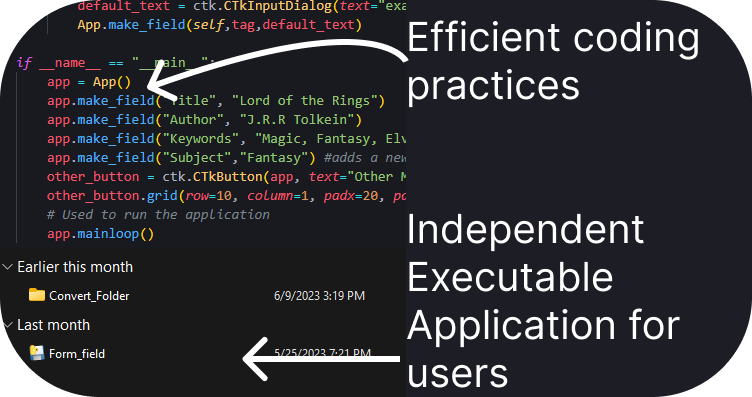 default_text = ctk.CTkInputDialog(text="exa
App.make_field(self,tag,default_text)
if __name__ == "__main__":
app = App()
app.make_field("Title", "Lord of the Rings")
app.make_field("Author", "J.R.R Tolkein")
app.make_field("Keywords", "Magic, Fantasy, Elv
app.make_field("Subject","Fantasy") #adds a new
other_button = ctk.CTkButton(app, text="Other M
other_button.grid(row=10, column=1, padx=20, pa
# Used to run the application
app.mainloop()
Earlier this month
Convert_Folder 6/9/2023 3:19 PM
Last month
Form_field 5/25/2023 7:21 PM
Efficient coding
practices
Independent
Executable
Application for
users